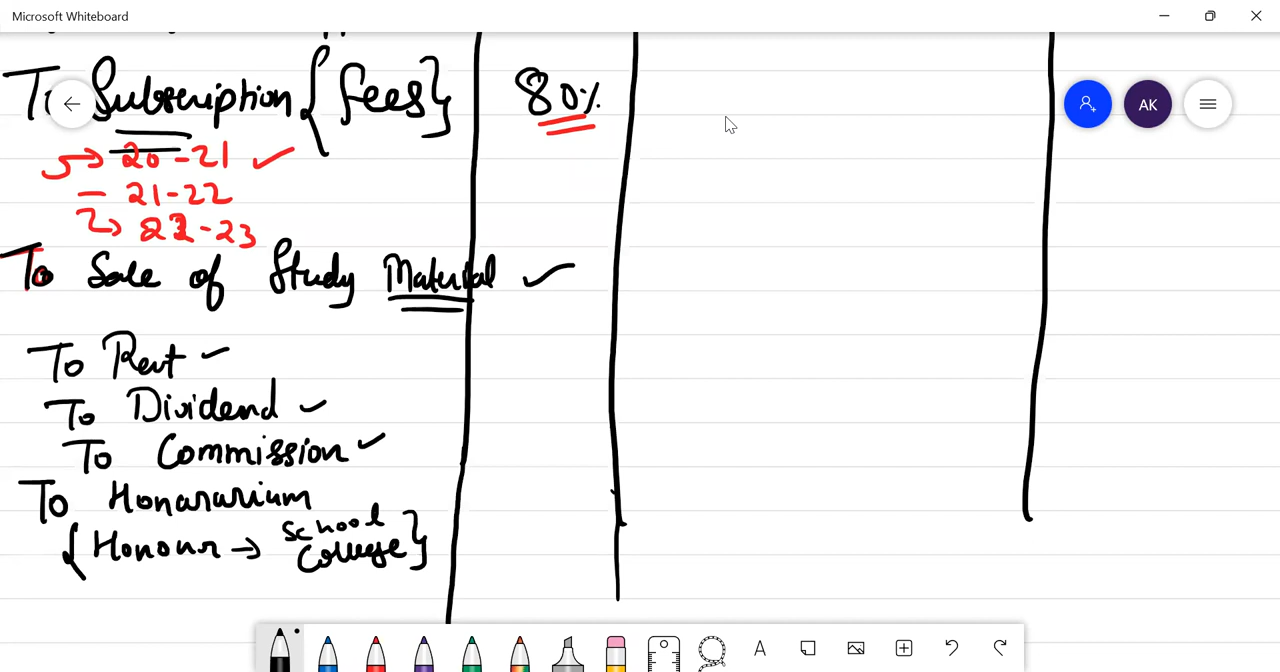 Microsoft Whiteboard
To Subscription {fees} 80%
→ 20-21 ✓
- 21-22
→ 22-23
AK
To Sale of Study Material ✓
To Rent ✓
To Dividend ✓
To Commission ✓
To Honararium
{Honour → School
College}
A